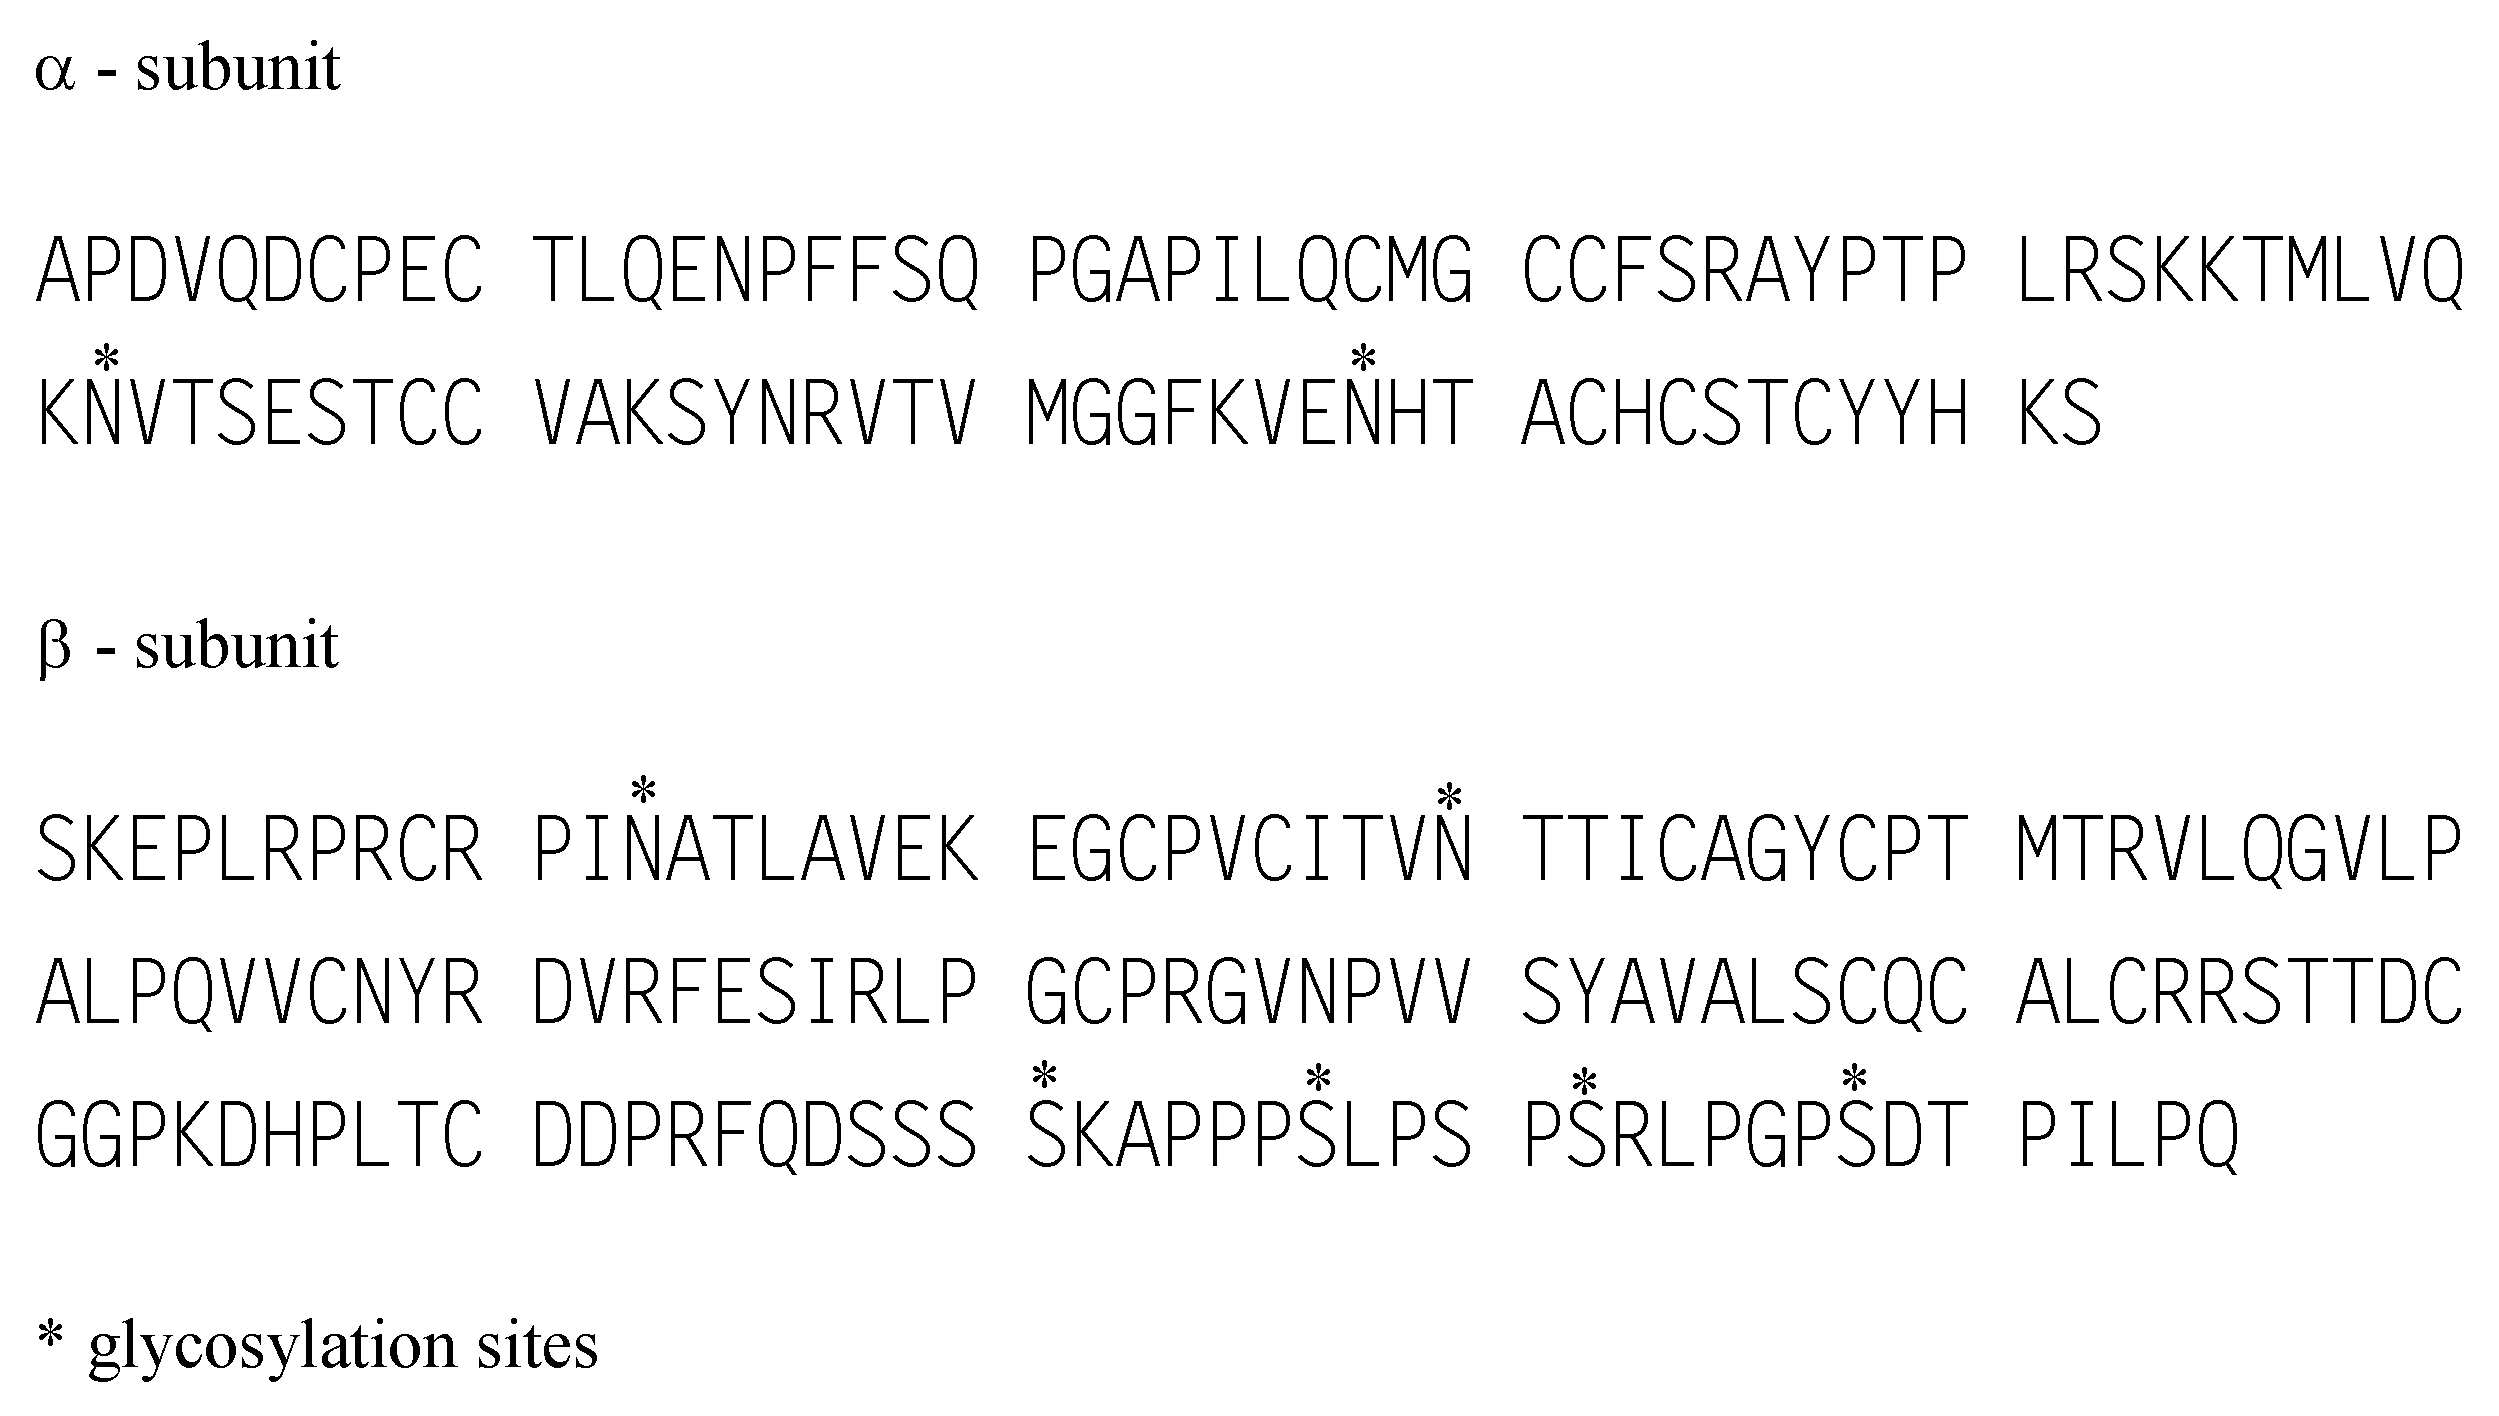 α - subunit
APDVQDCPEC TLQENPFFSQ PGAPILQCMG CCFSRAYPTP LRSKKTMLVQ
* *
KNVTSESTCC VAKSYNRVTV MGGFKVENHT ACHCSTCYYH KS
β - subunit
* *
SKEPLRPRCR PINATLAVEK EGCPVCITVN TTICAGYCPT MTRVLQGVLP
ALPQVVCNYR DVRFESIRLP GCPRGVNPVV SYAVALSCQC ALCRRSTTDC
* * * *
GGPKDHPLTC DDPRFQDSSS SKAPPPSLPS PSRLPGPSDT PILPQ
* glycosylation sites